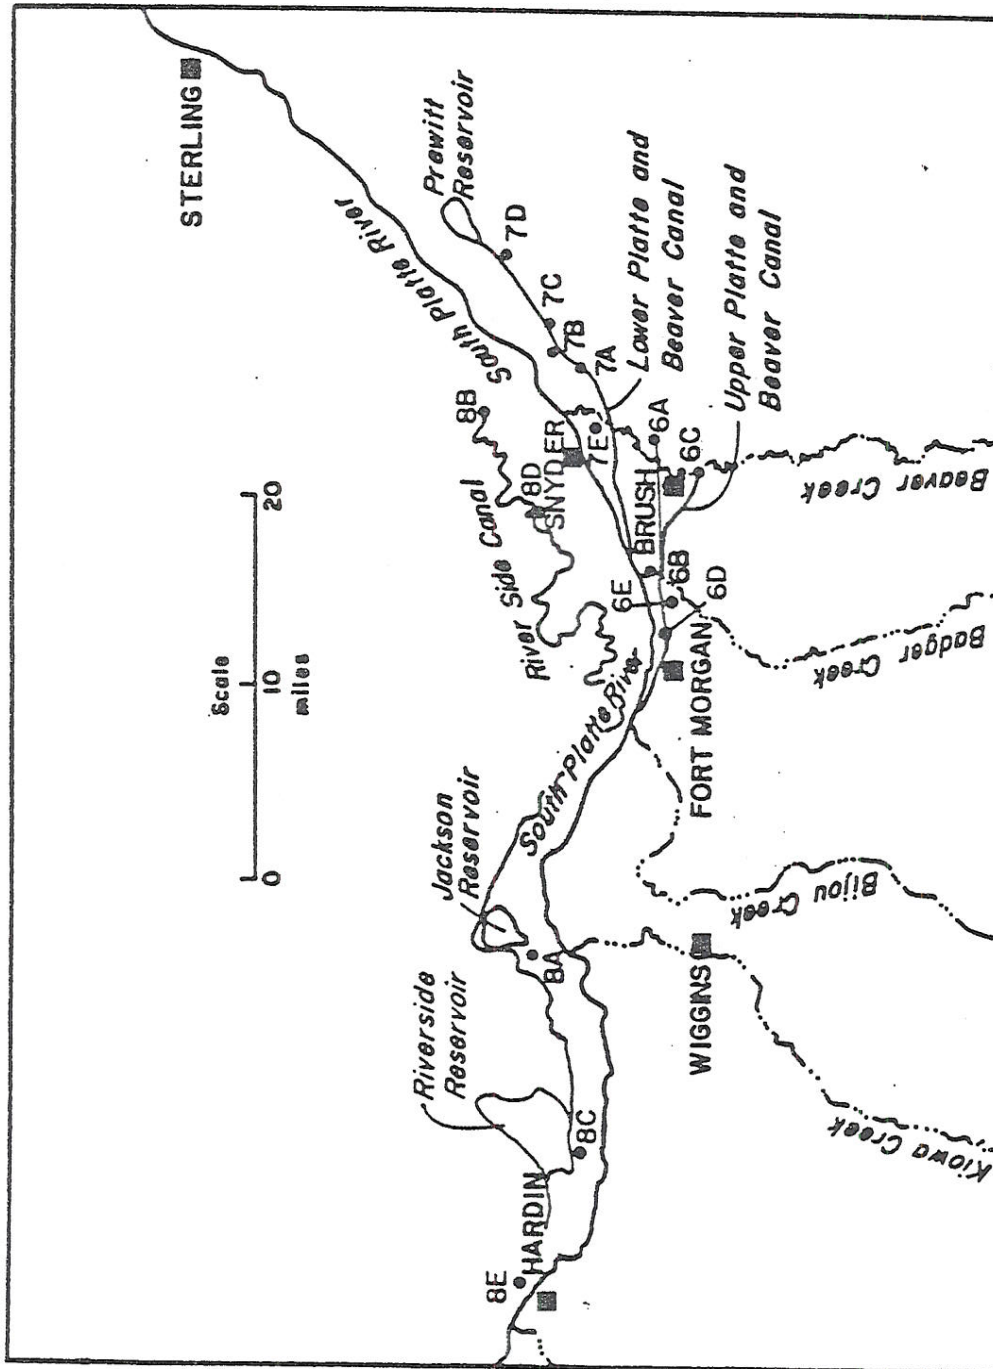 STERLING
South Platte River
Prewitt
Reservoir
7D
7C
7B
7A
Lower Platte and
Beaver Canal
Upper Platte and
Beaver Canal
8B
River Side Canal
8D
SNYDER
7E
6A
6C
BRUSH
6B
6E
6D
Beaver Creek
Badger Creek
Scale
0
10
20
miles
FORT MORGAN
South Platte River
Jackson
Reservoir
Bijou Creek
8A
WIGGINS
Riverside
Reservoir
8C
Kiowa Creek
8E
HARDIN